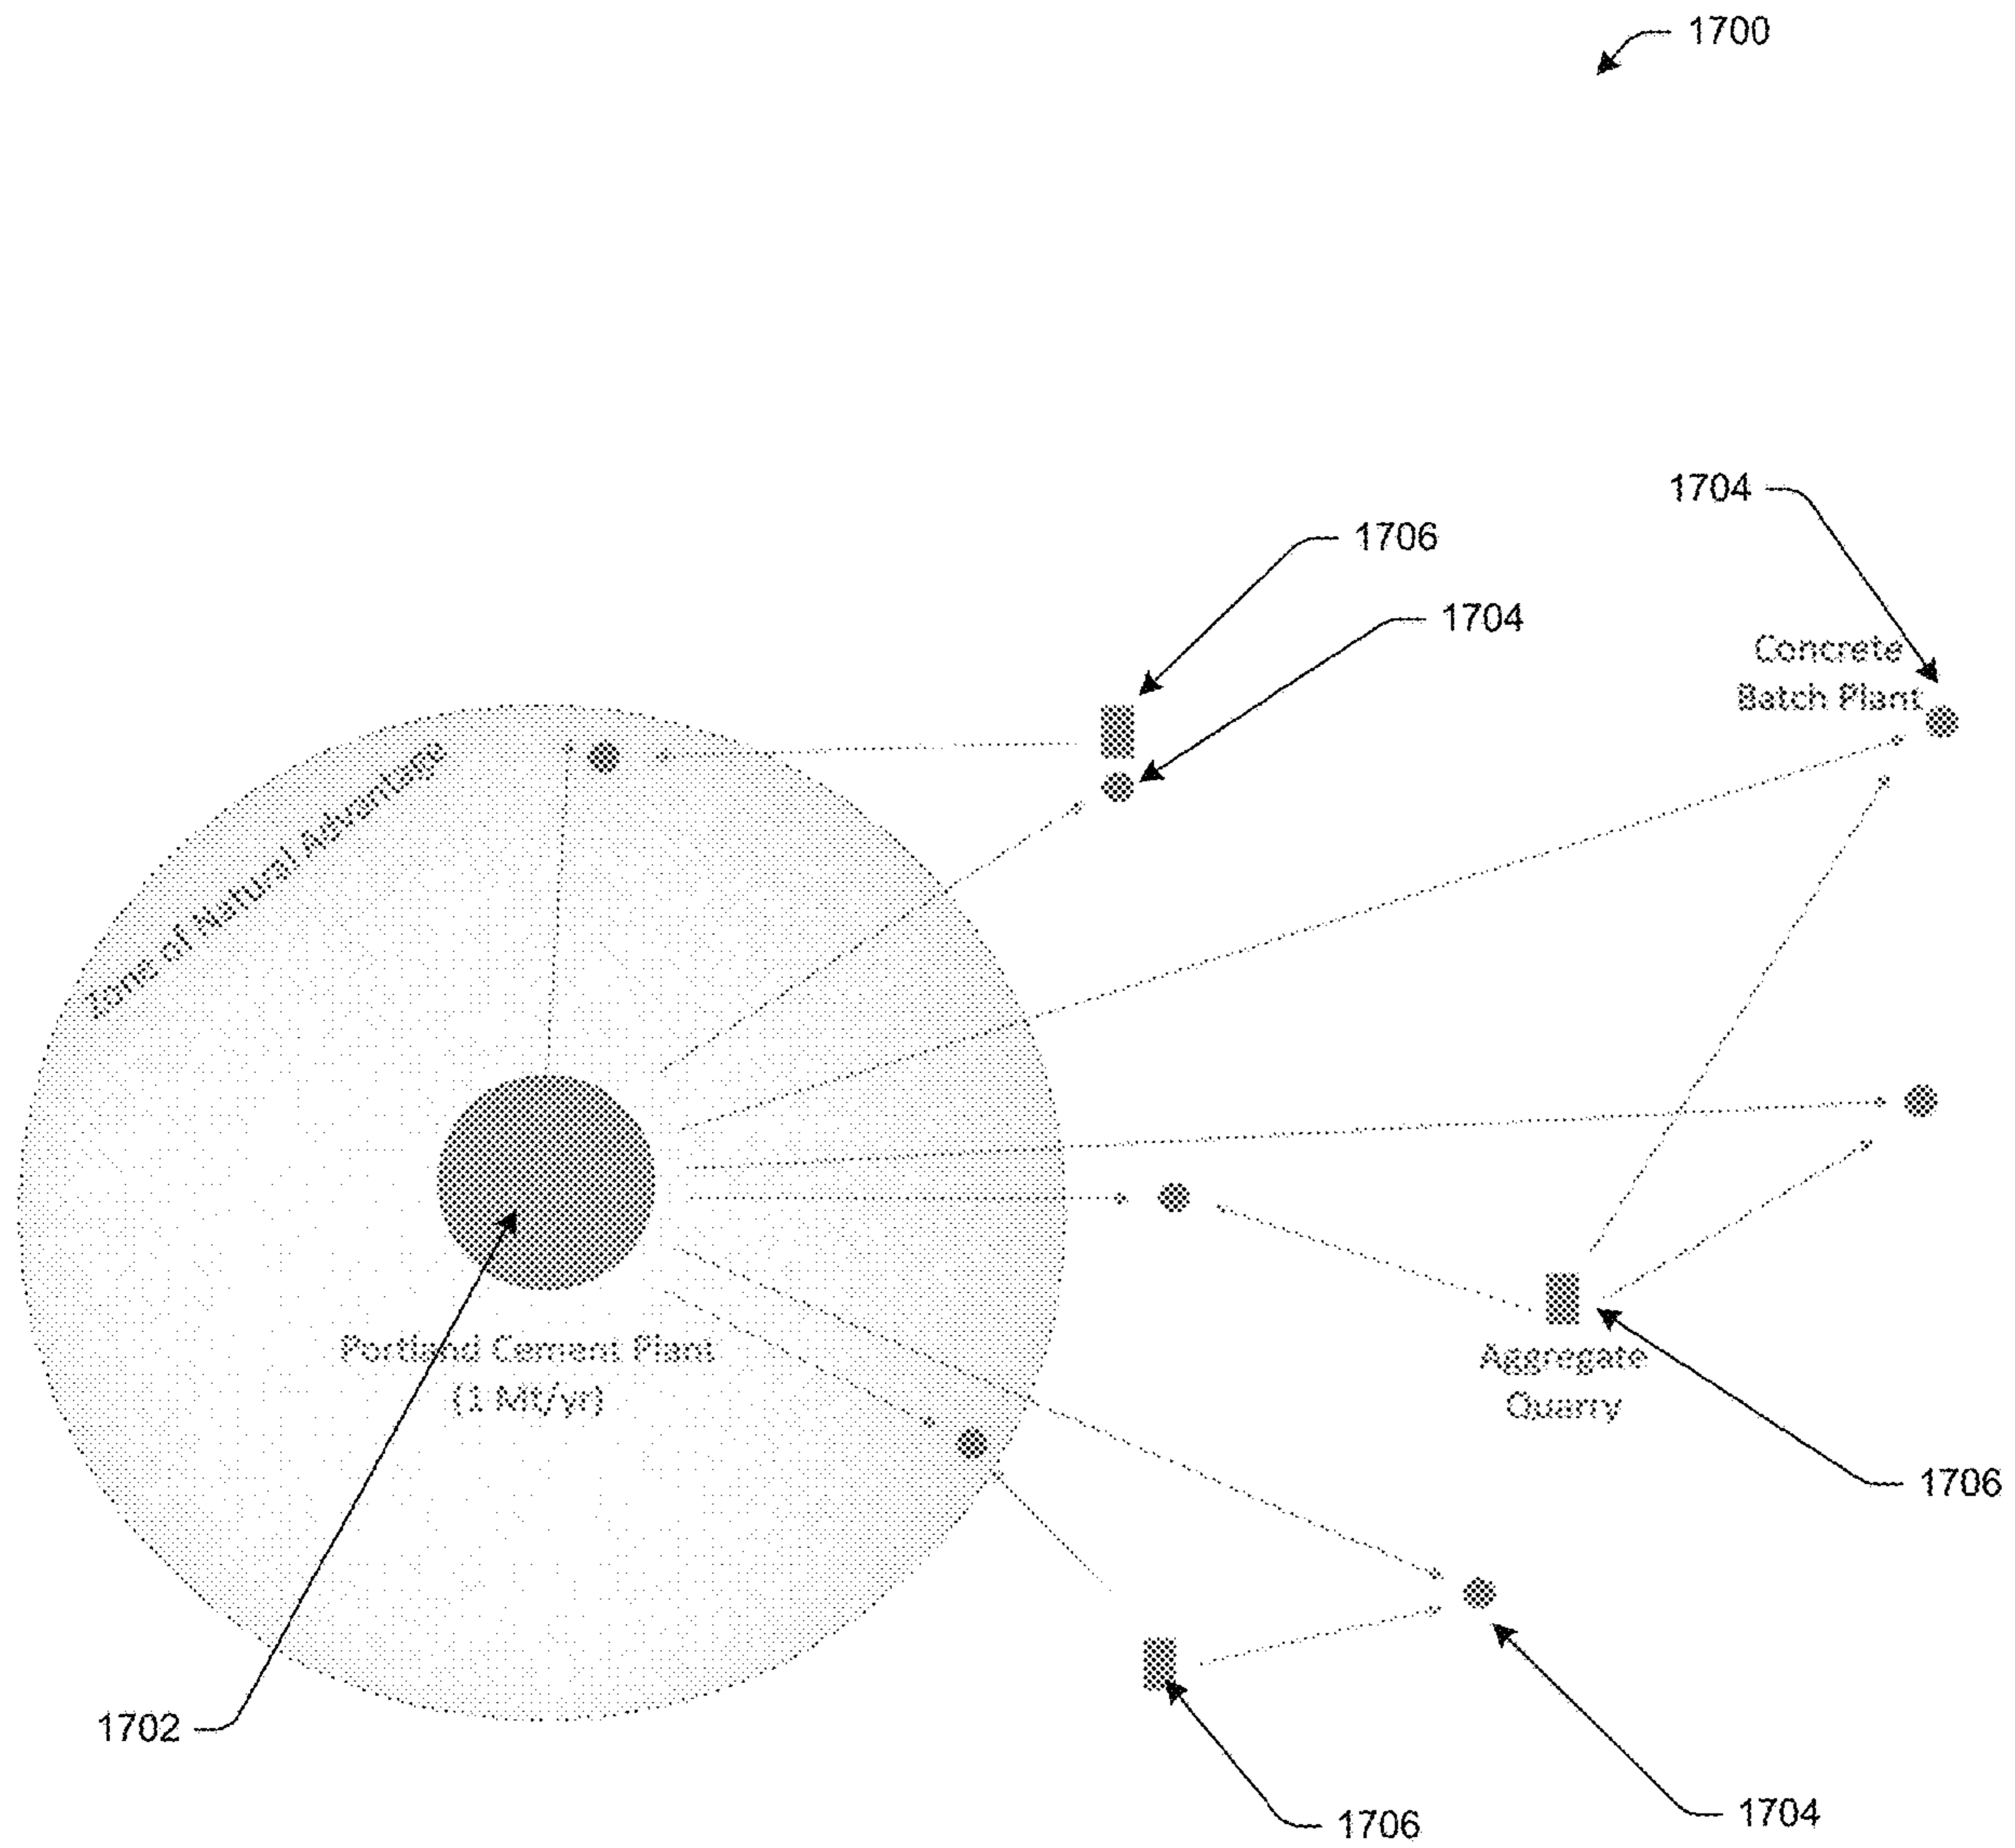 1700
1704
1706
1704
Concrete
Batch Plant
Zone of Natural Advantage
Portland Cement Plant
(1 Mt/yr)
Aggregate
Quarry
1706
1702
1704
1706